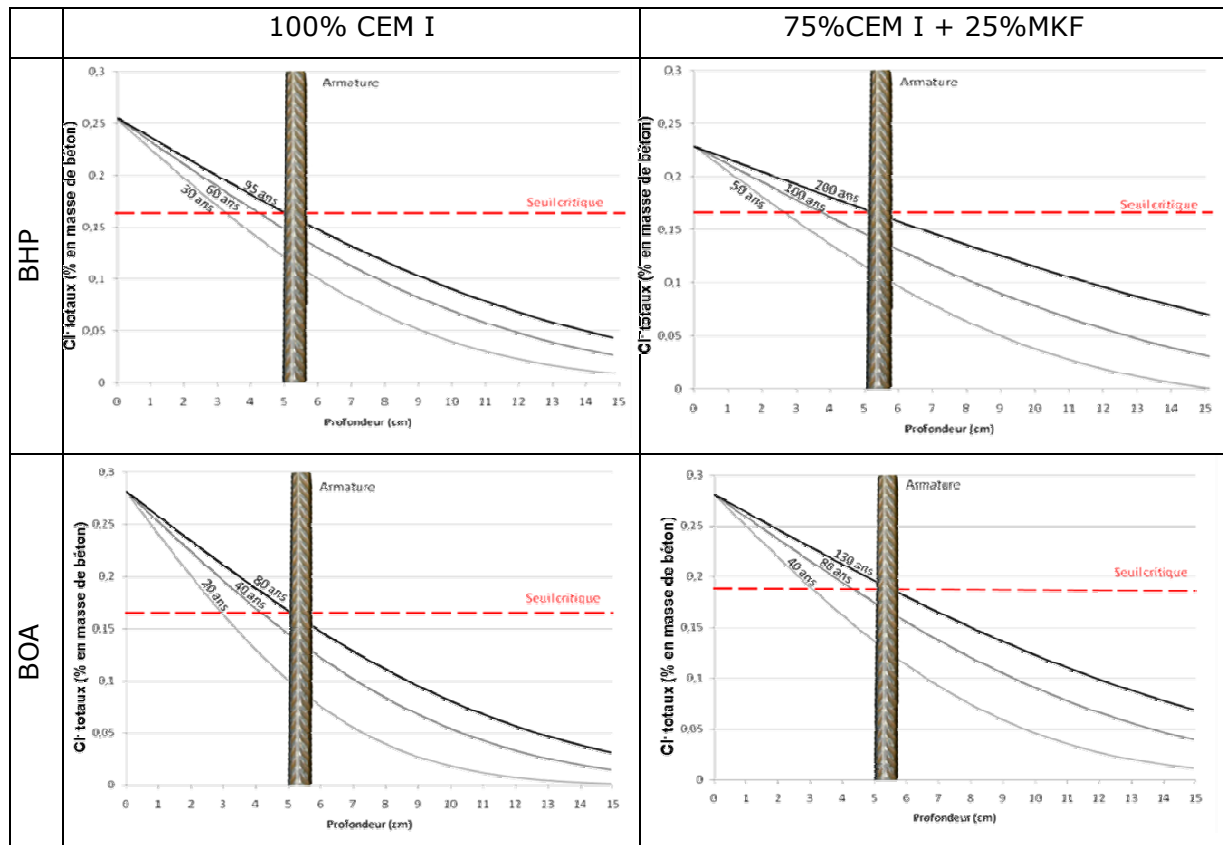 100% CEM I
75%CEM I + 25%MKF
BHP
Cl⁻ totaux (% en masse de béton)
0,3
0,25
0,2
0,15
0,1
0,05
0
Armature
30 ans
60 ans
95 ans
Seuil critique
0 1 2 3 4 5 6 7 8 9 10 11 12 13 14 15
Profondeur (cm)
Cl⁻ totaux (% en masse de béton)
0,3
0,25
0,2
0,15
0,1
0,05
0
Armature
50 ans
100 ans
200 ans
Seuil critique
0 1 2 3 4 5 6 7 8 9 10 11 12 13 14 15
Profondeur (cm)
BOA
Cl⁻ totaux (% en masse de béton)
0,3
0,25
0,2
0,15
0,1
0,05
0
Armature
20 ans
40 ans
80 ans
Seuil critique
0 1 2 3 4 5 6 7 8 9 10 11 12 13 14 15
Profondeur (cm)
Cl⁻ totaux (% en masse de béton)
0,3
0,25
0,2
0,15
0,1
0,05
0
Armature
40 ans
ans
130 ans
Seuil critique
0 1 2 3 4 5 6 7 8 9 10 11 12 13 14 15
Profondeur (cm)